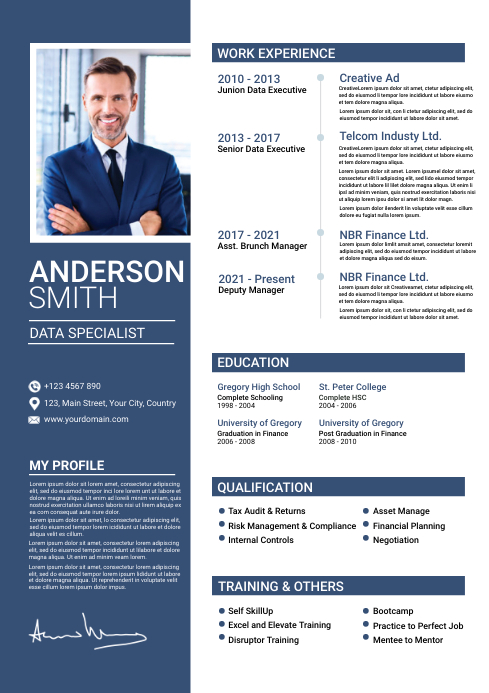 ANDERSON
SMITH
DATA SPECIALIST
+123 4567 890
123, Main Street, Your City, Country
www.yourdomain.com
MY PROFILE
Lorem ipsum dolor sit lorem amet, consectetur adipiscing
elit, sed do eiusmod tempor inci lore lorem unt ut labore et
dolore magna aliqua. Ut enim ad loreili minim veniam, quis
nostrud exercitation ullamco laboris nisi ut lirem aliquip ex
ea com consequat aute irure dolor.
Lorem ipsum dolor sit amet, lo consectetur adipiscing elit,
sed do eiusmod tempor lorem incididunt ut labore et dolore
aliqua velit es cillum.
Lorem ipsum dolor sit amet, consectetur adipiscing elit,
sed do eiusmod tempor incididunt ut lilabore et dolore
magna aliqua. Ut enim ad minim veam lorem.
Lorem ipsum dolor sit amet, consectetur adipiscing elit,
sed do eiusmod tempor lorem incididunt ut lidolore labore
et dolore magna aliqua. Ut reprehenderit in voluptate velit
esse cillum lorem ipsum dolor impus.
WORK EXPERIENCE
2010 - 2013
Junion Data Executive
Creative Ad
CreativeLorem ipsum dolor sit amet, ctetur adipiscing elit,
sed do eiusmod li tempor lore incididunt ut labore eiusmo
et tem dolore magna aliqua.
Lorem ipsum dolor sit, con li ctetur adipiscing elit, sed do
eiusmod tempor incididunt ut labore dolor sit amet.
2013 - 2017
Senior Data Executive
Telcom Industy Ltd.
CreativeLorem ipsum dolor sit amet, ctetur adipiscing elit,
sed do eiusmod li tempor lore incididunt ut labore eiusmo
et tem dolore magna aliqua.
Lorem ipsum dolor sit amet. Lorem ipsumel dolor sit amet,
consectetur elit li adipiscing elit, sed lido eiusmod tem
incididunt ut labore lil lilet dolore magna aliqua. Ut enim li
ipsi ad minim veniam, quis nostrud exercitation laboris nisi
ut aliquip lorem ipsu dolor si amet lit dolor mage.
Lorem ipsum dolor llenderit lin voluptate velit esse cillum
dolore eu fugiat nulla lorem ipsum.
2017 - 2021
Asst. Brunch Manager
NBR Finance Ltd.
Lorem ipsum dolor limlit amsit amet, consectetur loremit
adipiscing elit, sed do eiusmod tempor incididunt ut labore
et dolore magna aliqua sed do eisum.
2021 - Present
Deputy Manager
NBR Finance Ltd.
Lorem ipsum dolor sit Creativeamet, ctetur adipiscing elit,
sed do eiusmod li tempor lore incididunt ut labore eiusmo
et tem dolore magna aliqua.
Lorem ipsum dolor sit, con li ctetur adipiscing elit, sed do
eiusmod tempor incididunt ut labore dolor sit amet.
EDUCATION
Gregory High School
Complete Schooling
1998 - 2004
St. Peter College
Complete HSC
2004 - 2006
University of Gregory
Graduation in Finance
2006 - 2008
University of Gregory
Post Graduation in Finance
2008 - 2010
QUALIFICATION
Tax Audit & Returns
Risk Management & Compliance
Internal Controls
Asset Manage
Financial Planning
Negotiation
TRAINING & OTHERS
Self SkillUp
Excel and Elevate Training
Disruptor Training
Bootcamp
Practice to Perfect Job
Mentee to Mentor